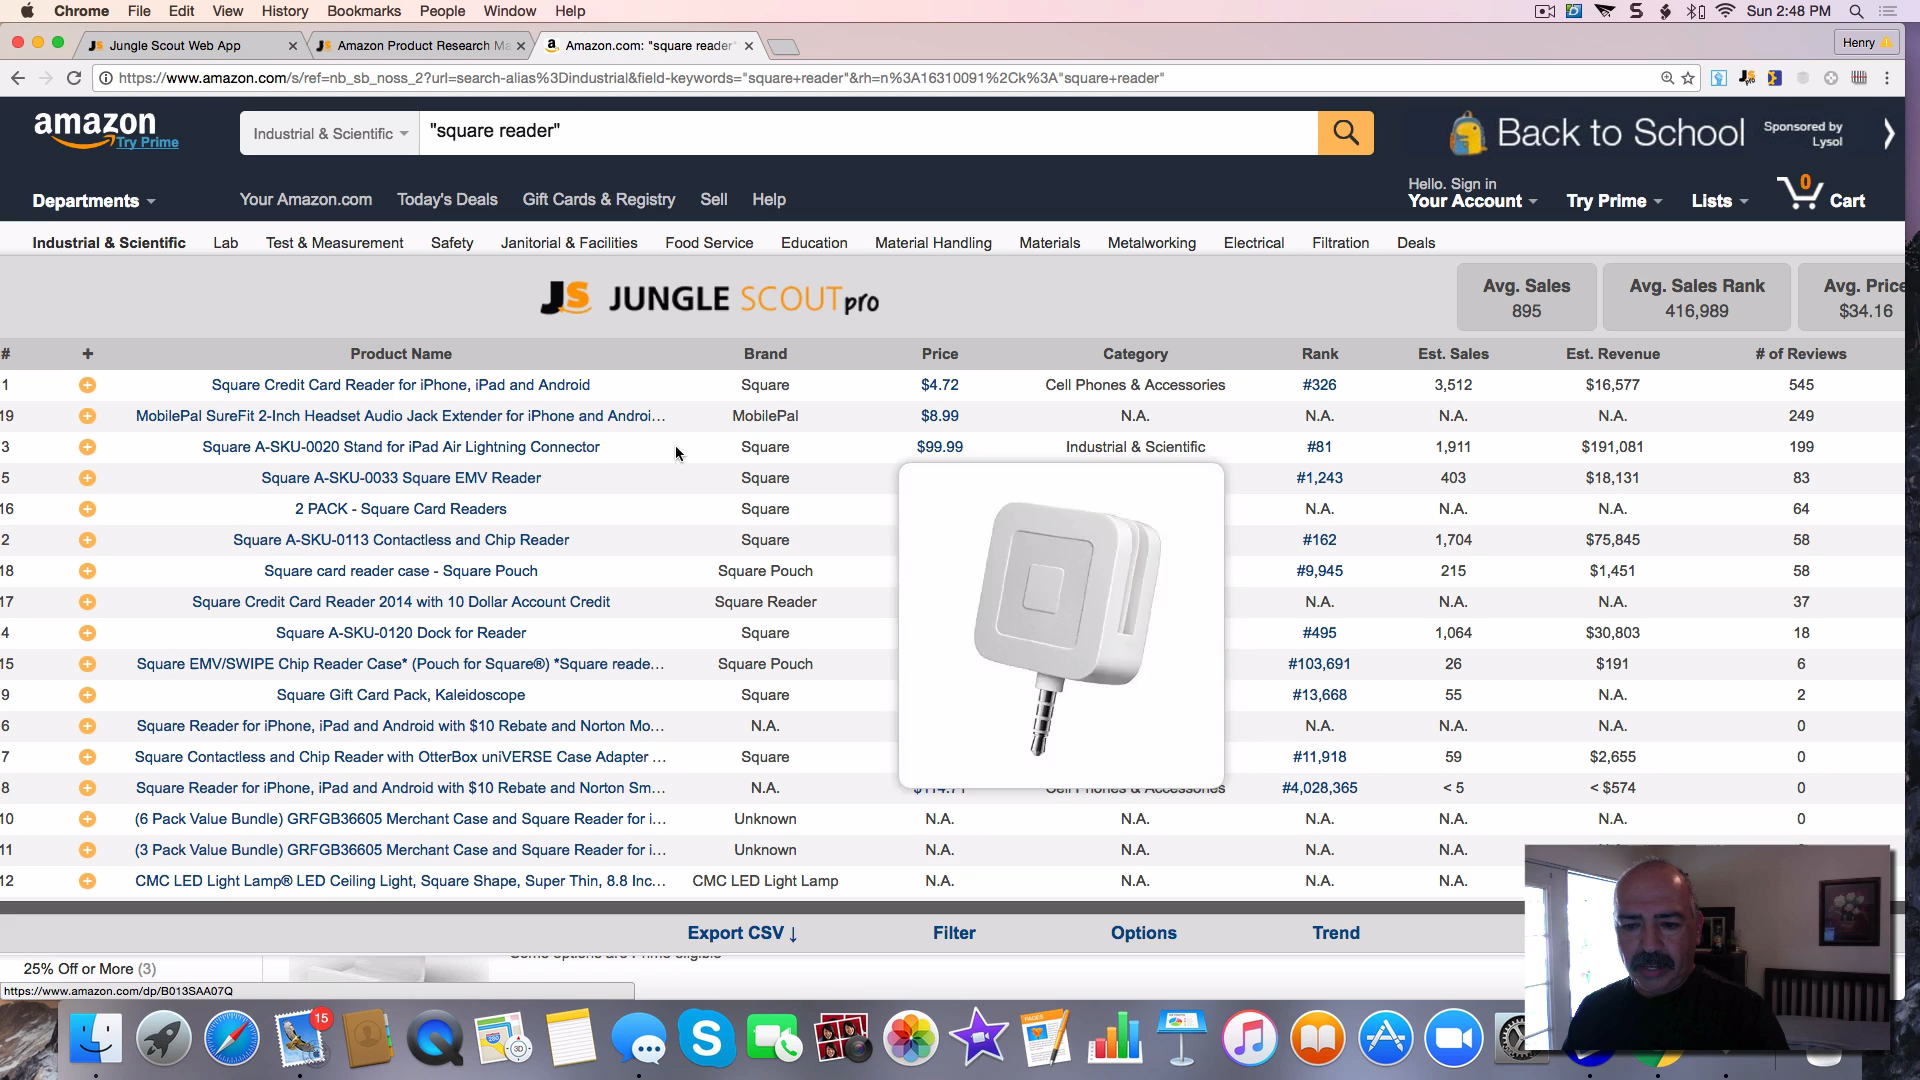 Chrome File Edit View History Bookmarks People Window Help Sun 2:48 PM
Jungle Scout Web App Amazon Product Research Ma Amazon.com: "square reader" Henry
https://www.amazon.com/s/ref=nb_sb_noss_2?url=search-alias%3Dindustrial&field-keywords="square+reader"&rh=n%3A16310091%2Ck%3A"square+reader"
amazon Try Prime Industrial & Scientific "square reader" Back to School Sponsored by Lysol
Departments Your Amazon.com Today's Deals Gift Cards & Registry Sell Help Hello. Sign in Your Account Try Prime Lists 0 Cart
Industrial & Scientific Lab Test & Measurement Safety Janitorial & Facilities Food Service Education Material Handling Materials Metalworking Electrical Filtration Deals
JS JUNGLE SCOUT pro Avg. Sales 895 Avg. Sales Rank 416,989 Avg. Price $34.16
# + Product Name Brand Price Category Rank Est. Sales Est. Revenue # of Reviews
1 Square Credit Card Reader for iPhone, iPad and Android Square $4.72 Cell Phones & Accessories #326 3,512 $16,577 545
19 MobilePal SureFit 2-Inch Headset Audio Jack Extender for iPhone and Androi... MobilePal $8.99 N.A. N.A. N.A. N.A. 249
3 Square A-SKU-0020 Stand for iPad Air Lightning Connector Square $99.99 Industrial & Scientific #81 1,911 $191,081 199
5 Square A-SKU-0033 Square EMV Reader Square #1,243 403 $18,131 83
16 2 PACK - Square Card Readers Square N.A. N.A. N.A. 64
2 Square A-SKU-0113 Contactless and Chip Reader Square #162 1,704 $75,845 58
18 Square card reader case - Square Pouch Square Pouch #9,945 215 $1,451 58
17 Square Credit Card Reader 2014 with 10 Dollar Account Credit Square Reader N.A. N.A. N.A. 37
4 Square A-SKU-0120 Dock for Reader Square #495 1,064 $30,803 18
15 Square EMV/SWIPE Chip Reader Case* (Pouch for Square®) *Square reade... Square Pouch #103,691 26 $191 6
9 Square Gift Card Pack, Kaleidoscope Square #13,668 55 N.A. 2
6 Square Reader for iPhone, iPad and Android with $10 Rebate and Norton Mo... N.A. N.A. N.A. N.A. 0
7 Square Contactless and Chip Reader with OtterBox uniVERSE Case Adapter ... Square #11,918 59 $2,655 0
8 Square Reader for iPhone, iPad and Android with $10 Rebate and Norton Sm... N.A. Cell Phones & Accessories #4,028,365 < 5 < $574 0
10 (6 Pack Value Bundle) GRFGB36605 Merchant Case and Square Reader for i... Unknown N.A. N.A. N.A. N.A. N.A. 0
11 (3 Pack Value Bundle) GRFGB36605 Merchant Case and Square Reader for i... Unknown N.A. N.A. N.A. N.A.
12 CMC LED Light Lamp® LED Ceiling Light, Square Shape, Super Thin, 8.8 Inc... CMC LED Light Lamp N.A. N.A. N.A. N.A.
Export CSV ↓ Filter Options Trend
25% Off or More (3)
https://www.amazon.com/dp/B013SAA07Q
15